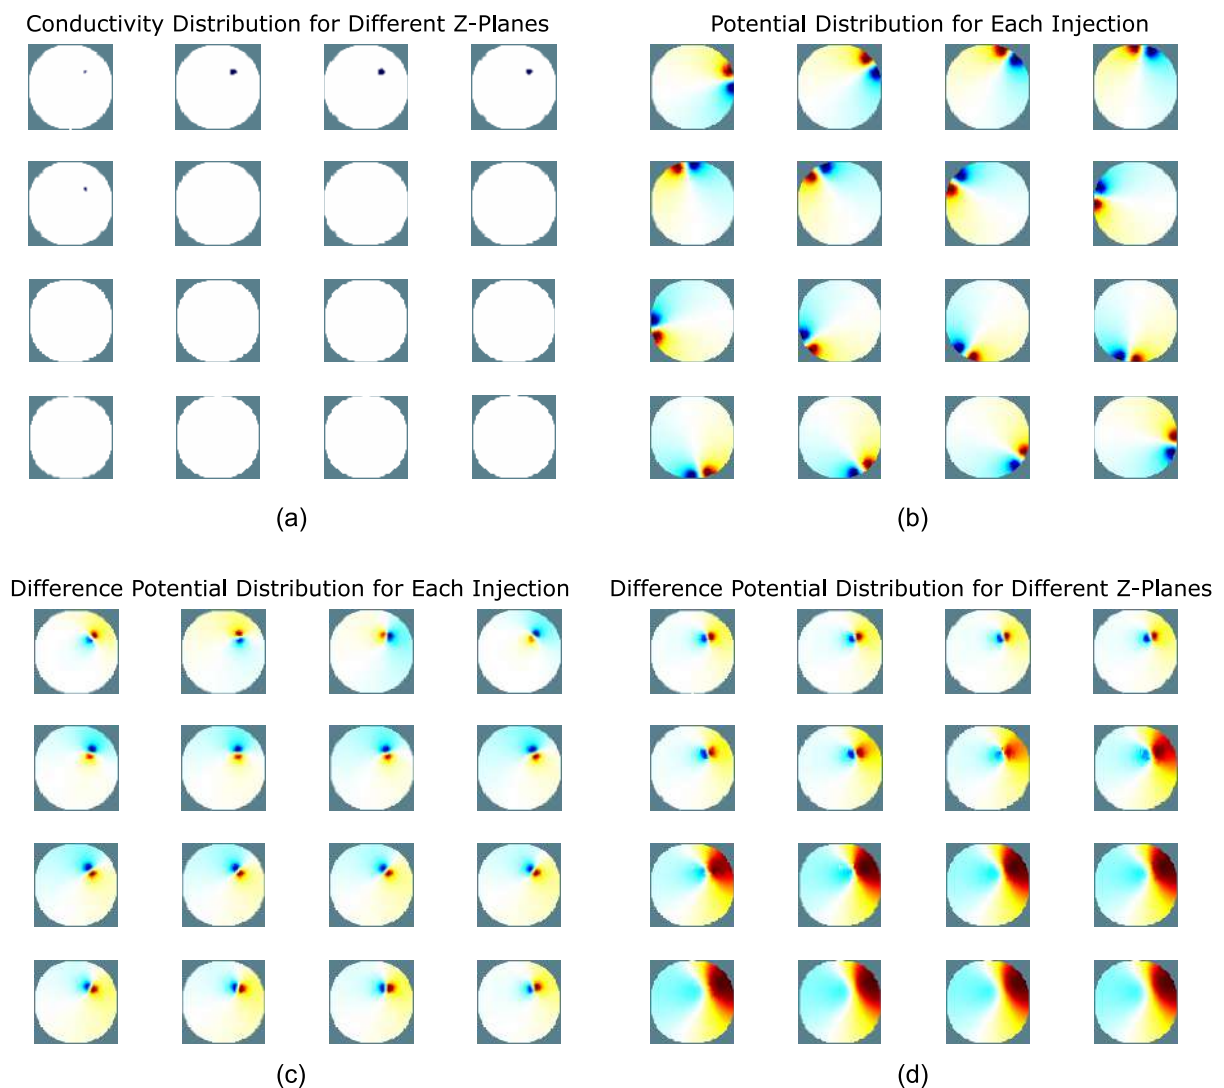 Conductivity Distribution for Different Z-Planes
Potential Distribution for Each Injection
(a)
(b)
Difference Potential Distribution for Each Injection
Difference Potential Distribution for Different Z-Planes
(c)
(d)